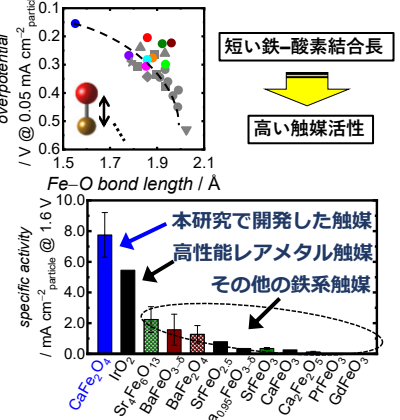 overpotential
/ V @ 0.05 mA cm⁻²particle
0.1
0.2
0.3
0.4
0.5
0.6
1.5 1.7 1.9 2.1
Fe−O bond length / Å
短い鉄–酸素結合長
高い触媒活性
specific activity
/ mA cm⁻²particle @ 1.6 V
10.0
8.0
6.0
4.0
2.0
0.0
本研究で開発した触媒
高性能レアメタル触媒
その他の鉄系触媒
CaFe₂O₄
IrO₂
Sr₄Fe₆O₁₃
BaFeO₃₋δ
BaFe₂O₄
SrFeO₂.₅
₀.₉₅FeO₃₋δ
SrFeO₃
CaFeO₃
Ca₂Fe₂O₅
PrFeO₃
GdFeO₃